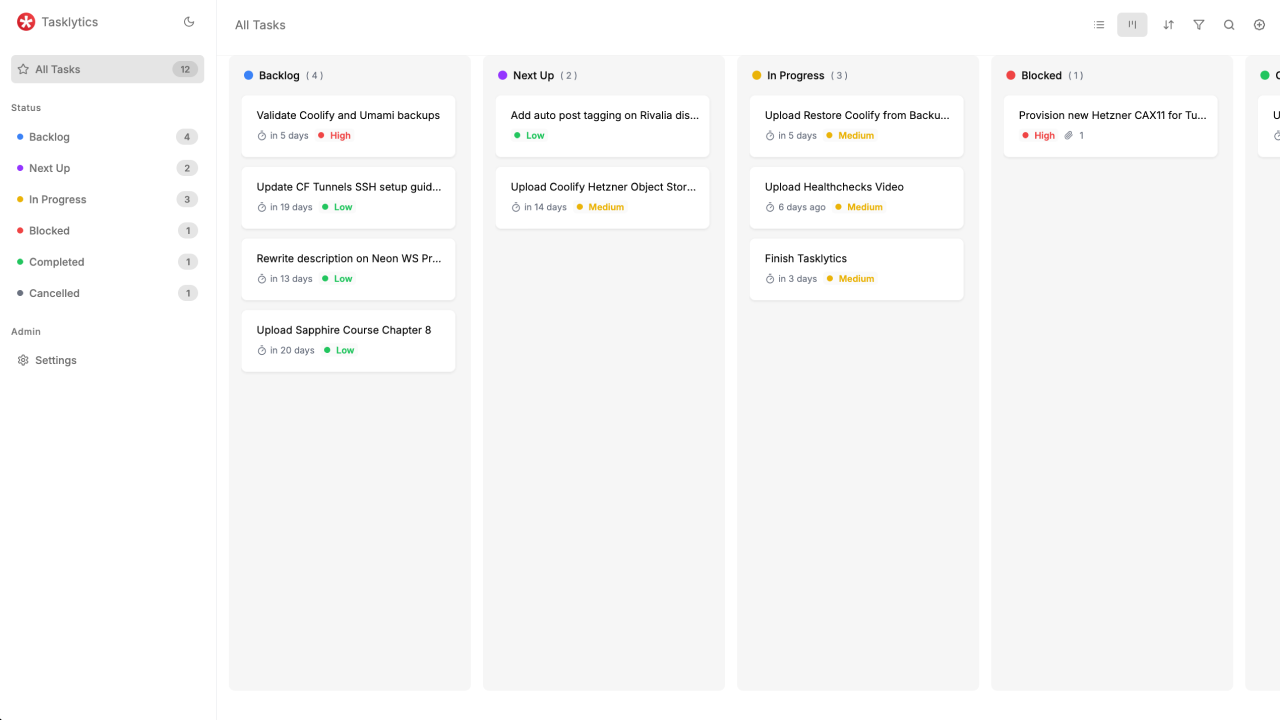 Tasklytics
All Tasks 12
Status
Backlog 4
Next Up 2
In Progress 3
Blocked 1
Completed 1
Cancelled 1
Admin
Settings
All Tasks
Backlog (4)
Validate Coolify and Umami backups
in 5 days High
Update CF Tunnels SSH setup guid...
in 19 days Low
Rewrite description on Neon WS Pr...
in 13 days Low
Upload Sapphire Course Chapter 8
in 20 days Low
Next Up (2)
Add auto post tagging on Rivalia dis...
Low
Upload Coolify Hetzner Object Stor...
in 14 days Medium
In Progress (3)
Upload Restore Coolify from Backu...
in 5 days Medium
Upload Healthchecks Video
6 days ago Medium
Finish Tasklytics
in 3 days Medium
Blocked (1)
Provision new Hetzner CAX11 for Tu...
High 1